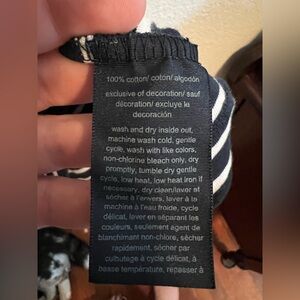 100% cotton/ coton/ algodón
exclusive of decoration/ sauf
décoration/ excluye le
decoración
wash and dry inside out,
machine wash cold, gentle
cycle, wash with like colors,
non-chlorine bleach only, dry
promptly, tumble dry gentle
cycle, low heat, low heat iron if
necessary, dry clean/laver et
sécher à l'envers, laver à la
machine à l'eau froide, cycle
délicat, laver en séparant les
couleurs, seulement agent de
blanchimant non-chlore, sécher
rapidement, sécher par
culbutage à cycle délicat, à
basse température, repasser à